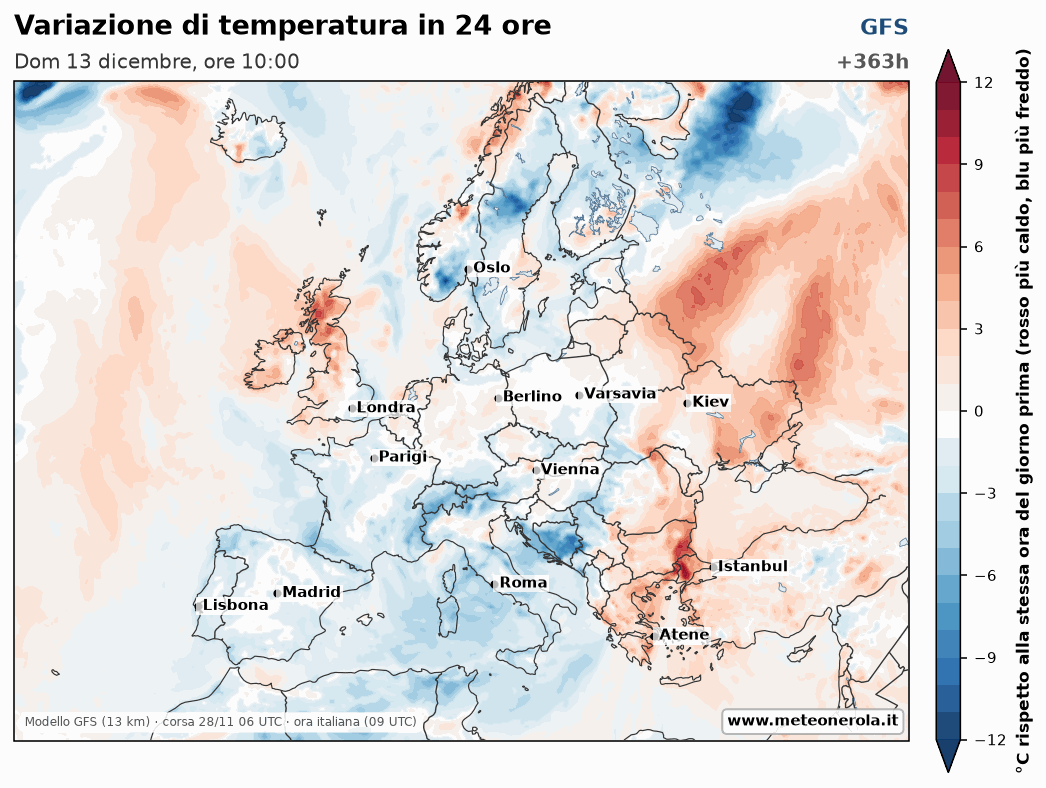 Variazione di temperatura in 24 ore
GFS
Dom 13 dicembre, ore 10:00
+363h
Oslo
Londra
Berlino
Varsavia
Kiev
Parigi
Vienna
Roma
Istanbul
Madrid
Lisbona
Atene
Modello GFS (13 km) · corsa 28/11 06 UTC · ora italiana (09 UTC)
www.meteonerola.it
12
9
6
3
0
−3
−6
−9
−12
°C rispetto alla stessa ora del giorno prima (rosso più caldo, blu più freddo)